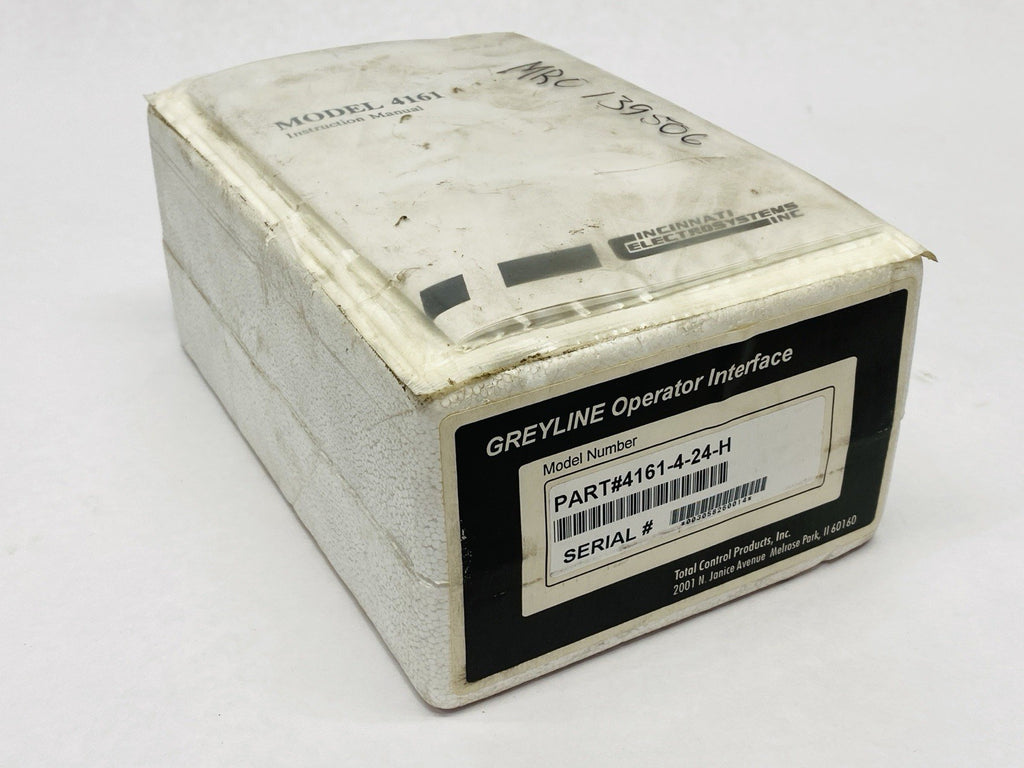 MRO 139506
MODEL 4161
Instruction Manual
INCINNATI
ELECTROSYSTEMS
INC
GREYLINE Operator Interface
Model Number
PART#4161-4-24-H
SERIAL #
Total Control Products, Inc.
2001 N. Janice Avenue Melrose Park, Il 60160